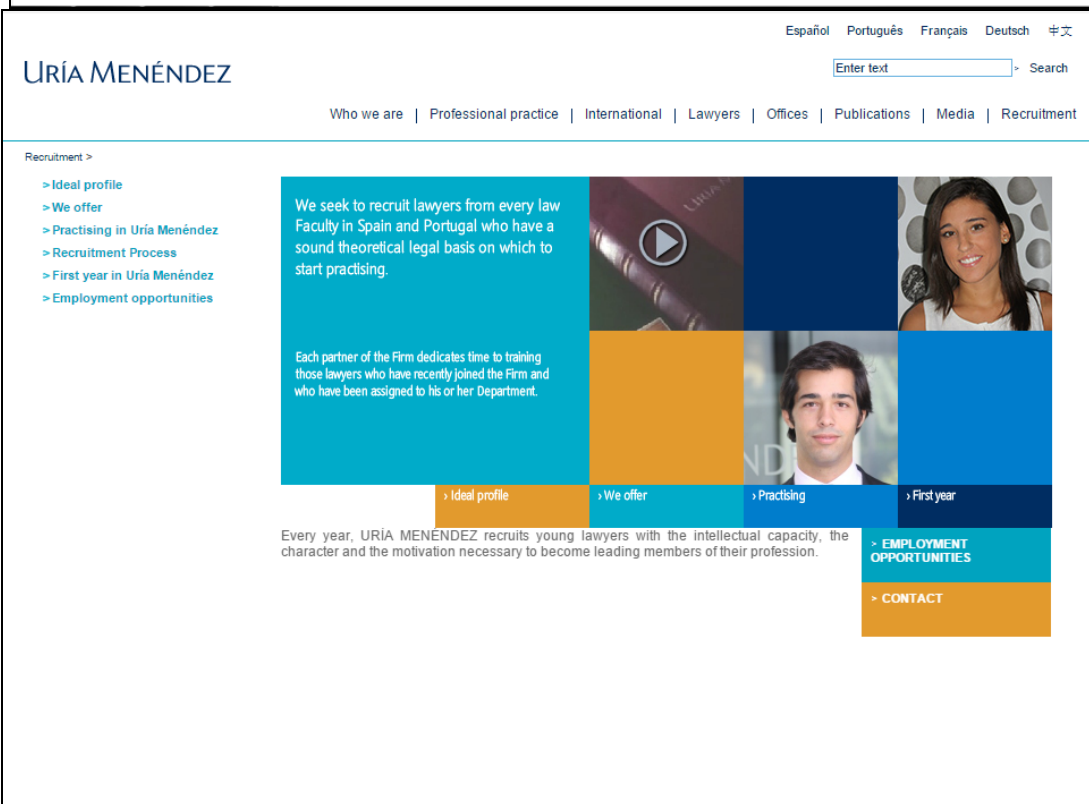 Español Português Français Deutsch 中文
URÍA MENÉNDEZ
Enter text > Search
Who we are | Professional practice | International | Lawyers | Offices | Publications | Media | Recruitment
Recruitment >
> Ideal profile
> We offer
> Practising in Uría Menéndez
> Recruitment Process
> First year in Uría Menéndez
> Employment opportunities
We seek to recruit lawyers from every law
Faculty in Spain and Portugal who have a
sound theoretical legal basis on which to
start practising.
Each partner of the Firm dedicates time to training
those lawyers who have recently joined the Firm and
who have been assigned to his or her Department.
› Ideal profile › We offer › Practising › First year
Every year, URÍA MENÉNDEZ recruits young lawyers with the intellectual capacity, the
character and the motivation necessary to become leading members of their profession.
> EMPLOYMENT
OPPORTUNITIES
> CONTACT